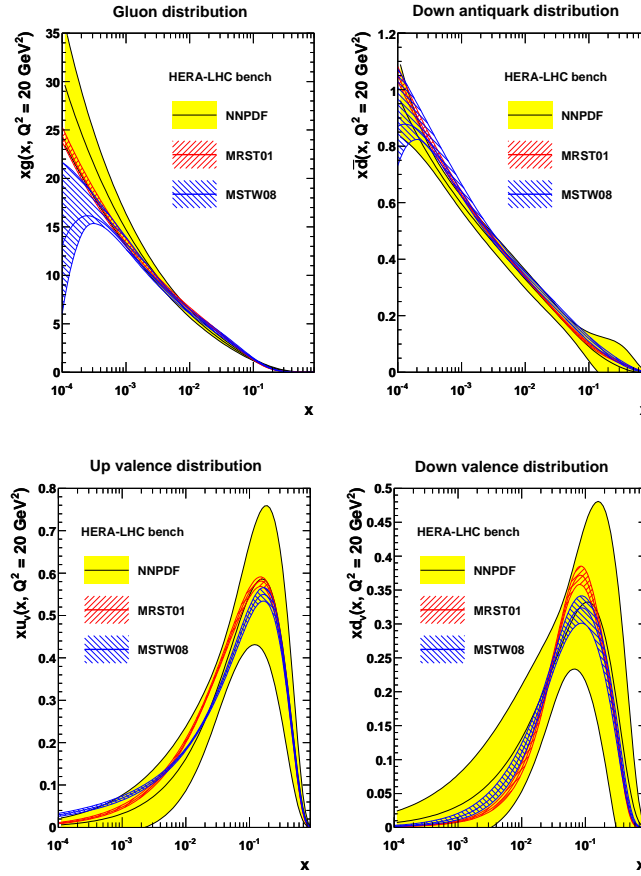 Gluon distribution
xg(x, Q² = 20 GeV²)
35
30
25
20
15
10
5
0
HERA-LHC bench
NNPDF
MRST01
MSTW08
10⁻⁴ 10⁻³ 10⁻² 10⁻¹
x
Down antiquark distribution
xd̅(x, Q² = 20 GeV²)
1.2
1
0.8
0.6
0.4
0.2
0
HERA-LHC bench
NNPDF
MRST01
MSTW08
10⁻⁴ 10⁻³ 10⁻² 10⁻¹
x
Up valence distribution
xuᵥ(x, Q² = 20 GeV²)
0.8
0.7
0.6
0.5
0.4
0.3
0.2
0.1
0
HERA-LHC bench
NNPDF
MRST01
MSTW08
10⁻⁴ 10⁻³ 10⁻² 10⁻¹
x
Down valence distribution
xdᵥ(x, Q² = 20 GeV²)
0.5
0.45
0.4
0.35
0.3
0.25
0.2
0.15
0.1
0.05
0
HERA-LHC bench
NNPDF
MRST01
MSTW08
10⁻⁴ 10⁻³ 10⁻² 10⁻¹
x